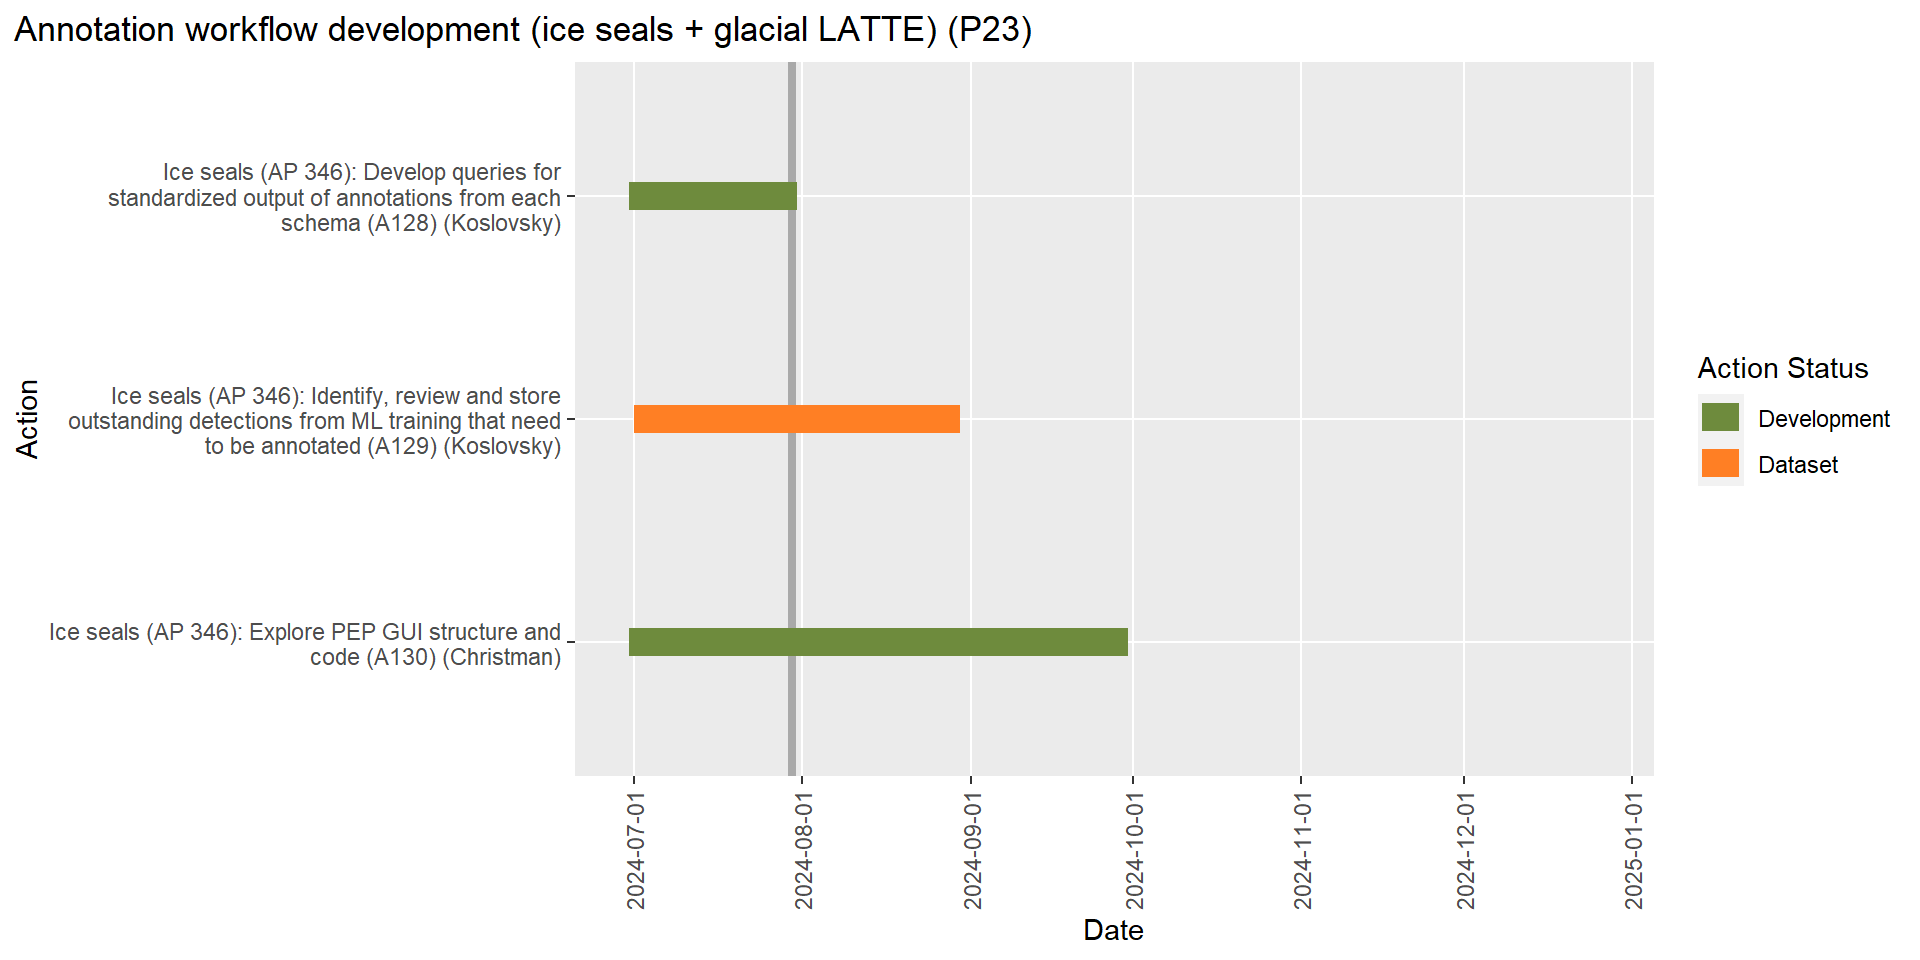 Annotation workflow development (ice seals + glacial LATTE) (P23)
Ice seals (AP 346): Develop queries for
standardized output of annotations from each
schema (A128) (Koslovsky)
Ice seals (AP 346): Identify, review and store
outstanding detections from ML training that need
to be annotated (A129) (Koslovsky)
Ice seals (AP 346): Explore PEP GUI structure and
code (A130) (Christman)
Action
2024-07-01
2024-08-01
2024-09-01
2024-10-01
2024-11-01
2024-12-01
2025-01-01
Date
Action Status
Development
Dataset